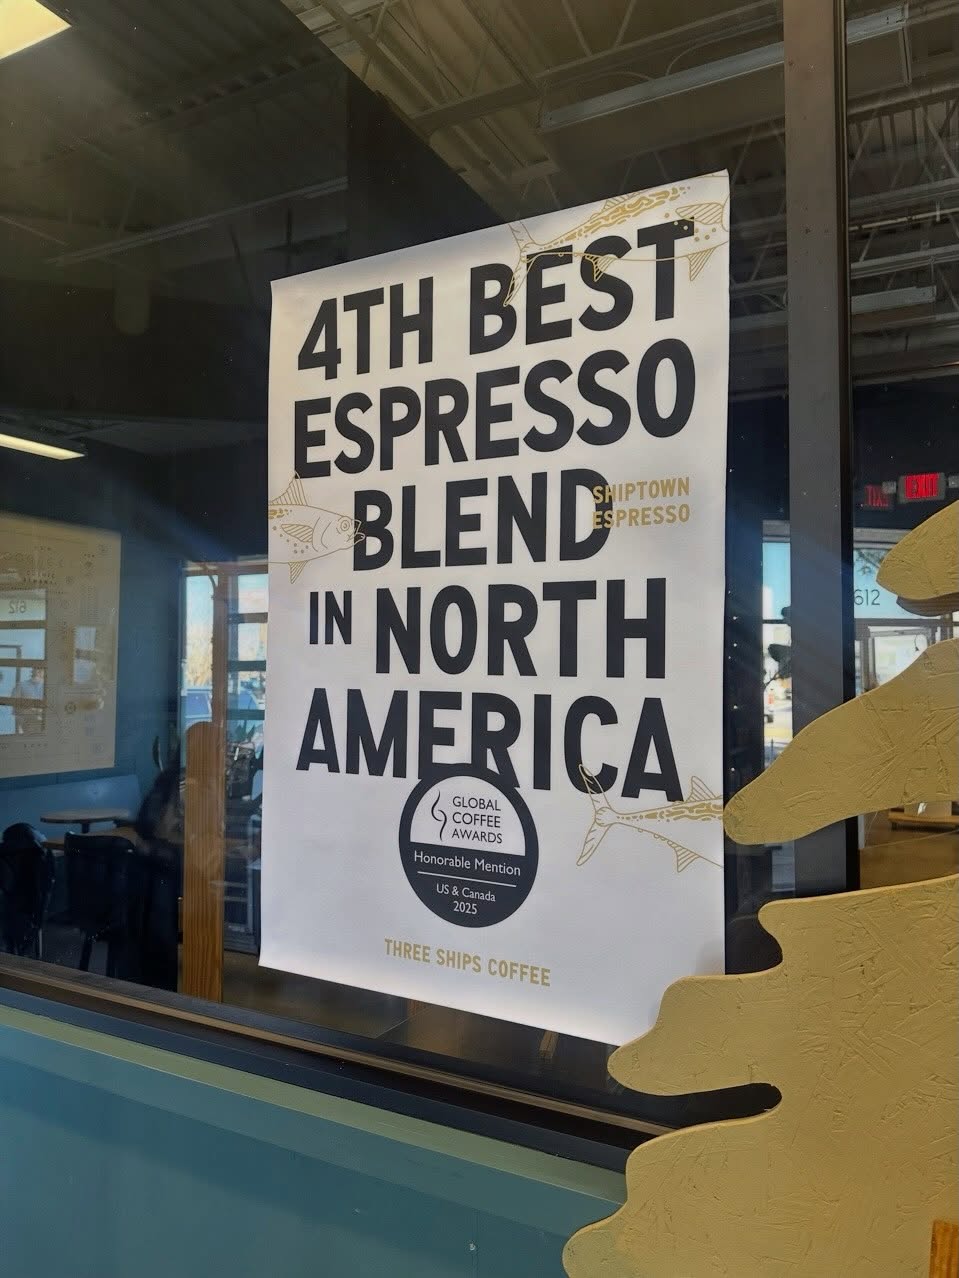 4TH BEST
ESPRESSO
BLEND
SHIPTOWN
ESPRESSO
IN NORTH
AMERICA
GLOBAL
COFFEE
AWARDS
Honorable Mention
US & Canada
2025
THREE SHIPS COFFEE
EXIT
612
612